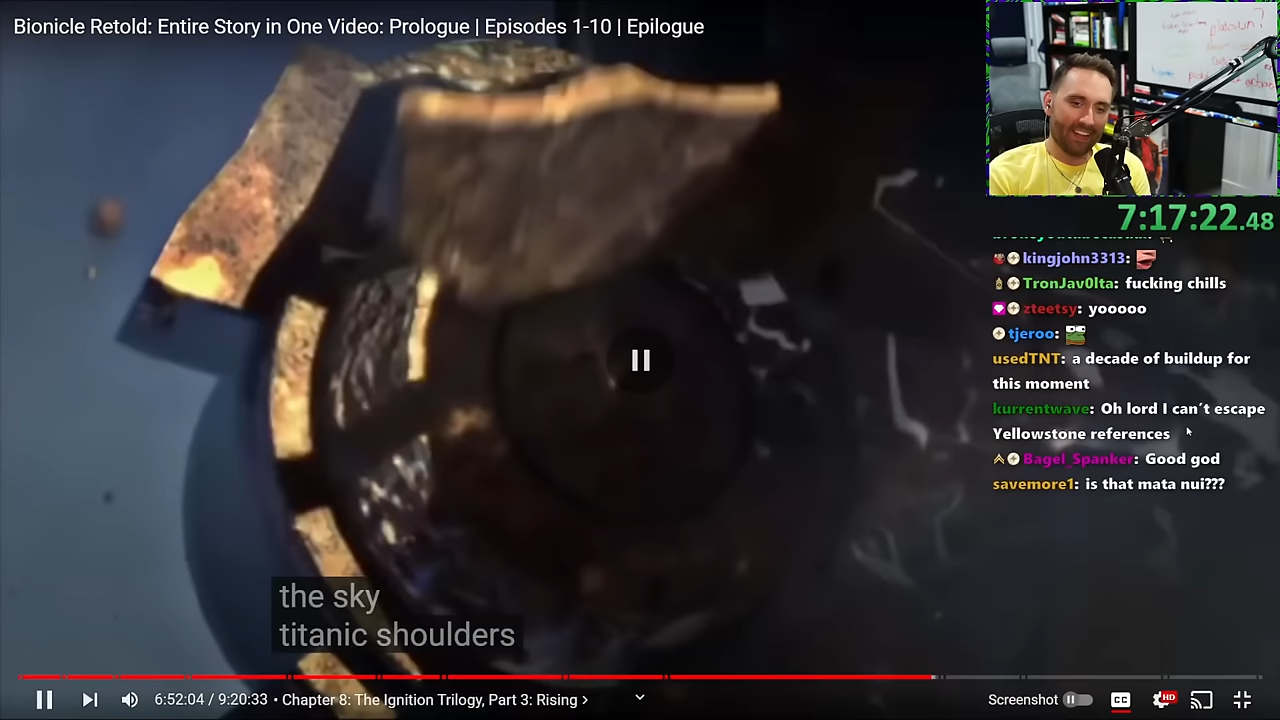 Bionicle Retold: Entire Story in One Video: Prologue | Episodes 1-10 | Epilogue
7:17:22.48
kingjohn3313:
TronJav0lta: fucking chills
zteetsy: yooooo
tjeroo:
usedTNT: a decade of buildup for
this moment
kurrentwave: Oh lord I can't escape
Yellowstone references
Bagel_Spanker: Good god
savemore1: is that mata nui???
the sky
titanic shoulders
6:52:04 / 9:20:33 • Chapter 8: The Ignition Trilogy, Part 3: Rising >
Screenshot
CC
HD